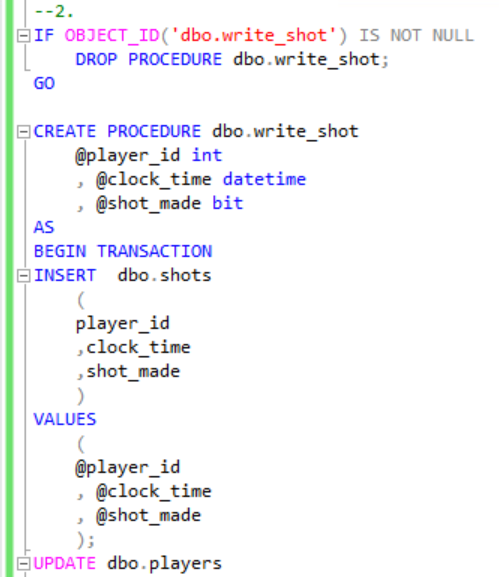 --2.
IF OBJECT_ID('dbo.write_shot') IS NOT NULL
DROP PROCEDURE dbo.write_shot;
GO
CREATE PROCEDURE dbo.write_shot
@player_id int
, @clock_time datetime
, @shot_made bit
AS
BEGIN TRANSACTION
INSERT  dbo.shots
(
player_id
,clock_time
,shot_made
)
VALUES
(
@player_id
, @clock_time
, @shot_made
);
UPDATE dbo.players